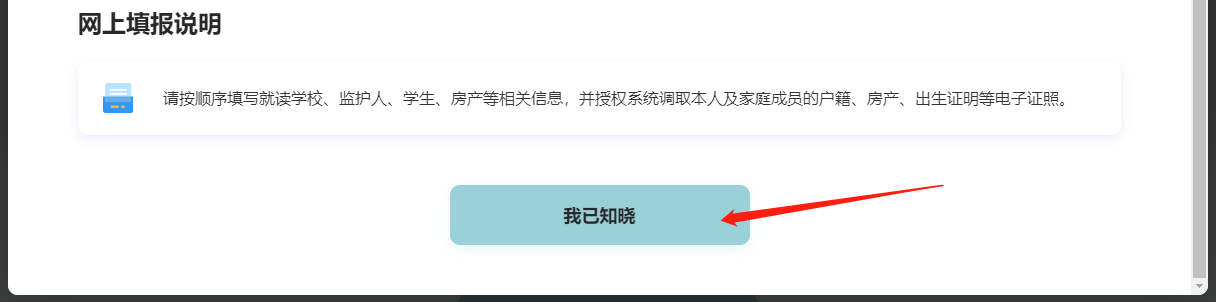 网上填报说明
请按顺序填写就读学校、监护人、学生、房产等相关信息，并授权系统调取本人及家庭成员的户籍、房产、出生证明等电子证照。
我已知晓